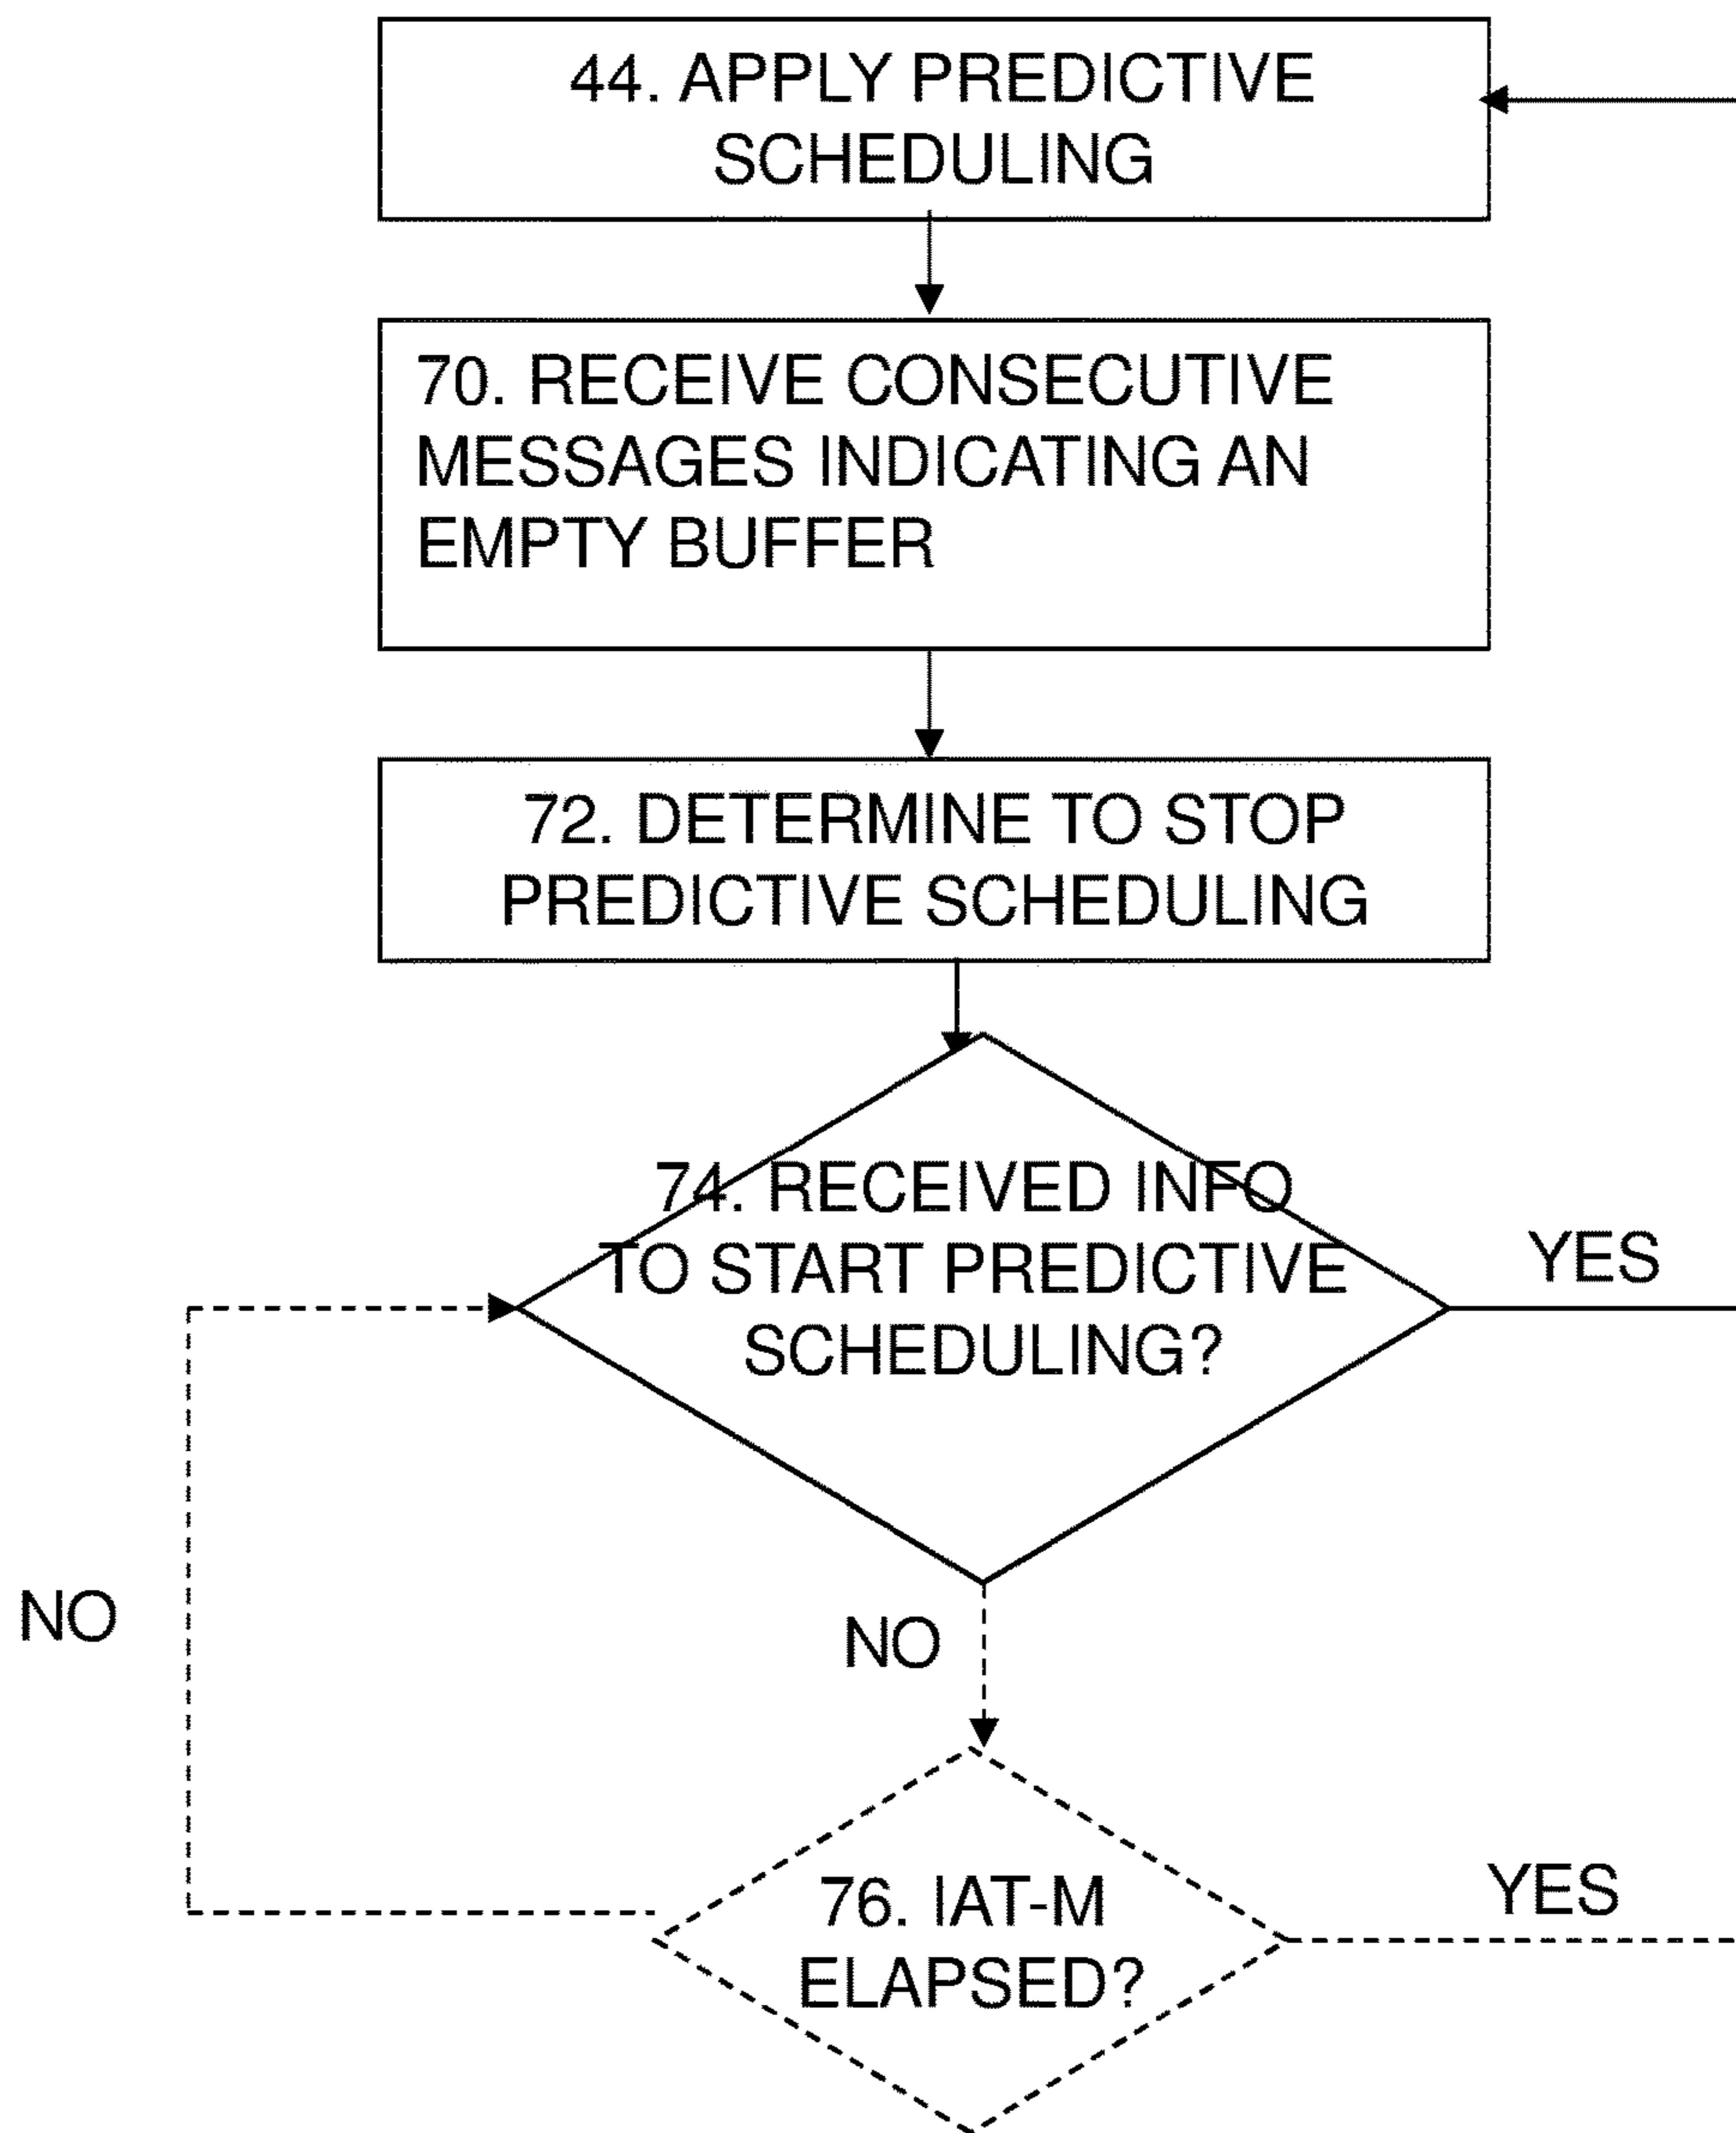 44. APPLY PREDICTIVE
SCHEDULING
70. RECEIVE CONSECUTIVE
MESSAGES INDICATING AN
EMPTY BUFFER
72. DETERMINE TO STOP
PREDICTIVE SCHEDULING
74. RECEIVED INFO
TO START PREDICTIVE
SCHEDULING?
YES
NO
NO
76. IAT-M
ELAPSED?
YES